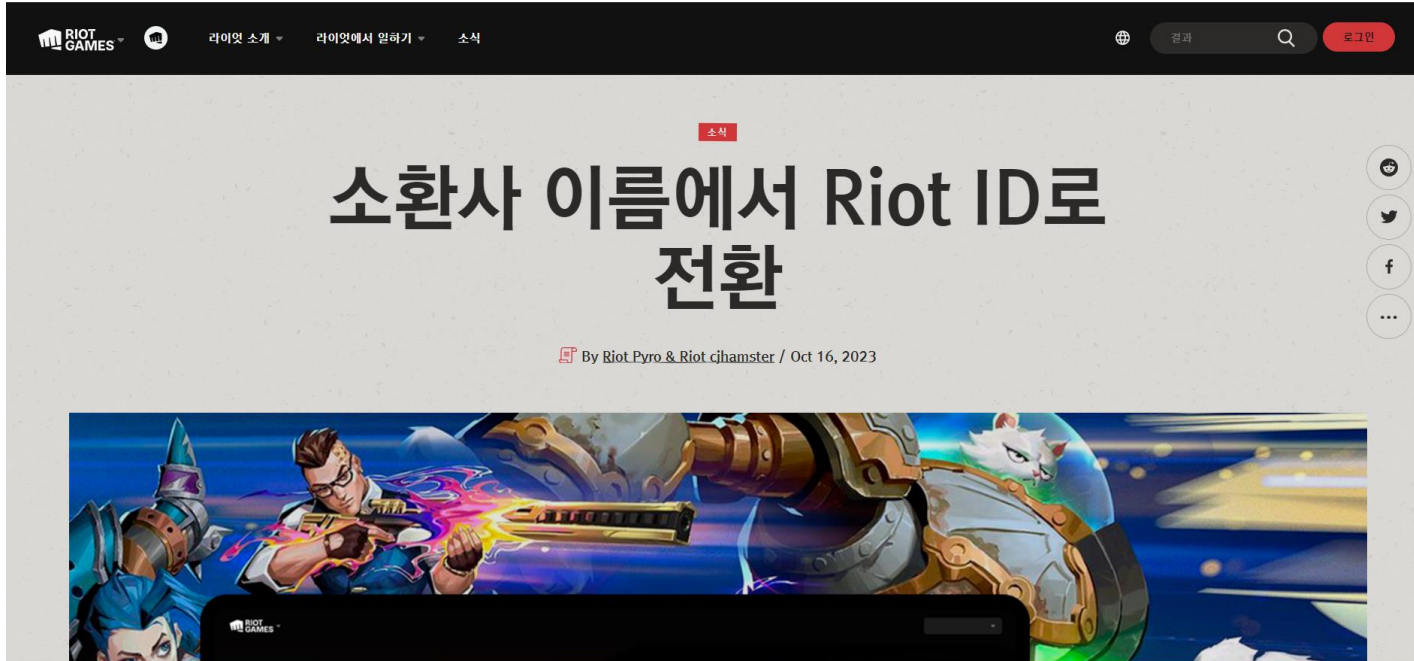 RIOT
GAMES
라이엇 소개
라이엇에서 일하기
소식
결과
로그인
소식
소환사 이름에서 Riot ID로
전환
By Riot Pyro & Riot cjhamster / Oct 16, 2023
RIOT
GAMES